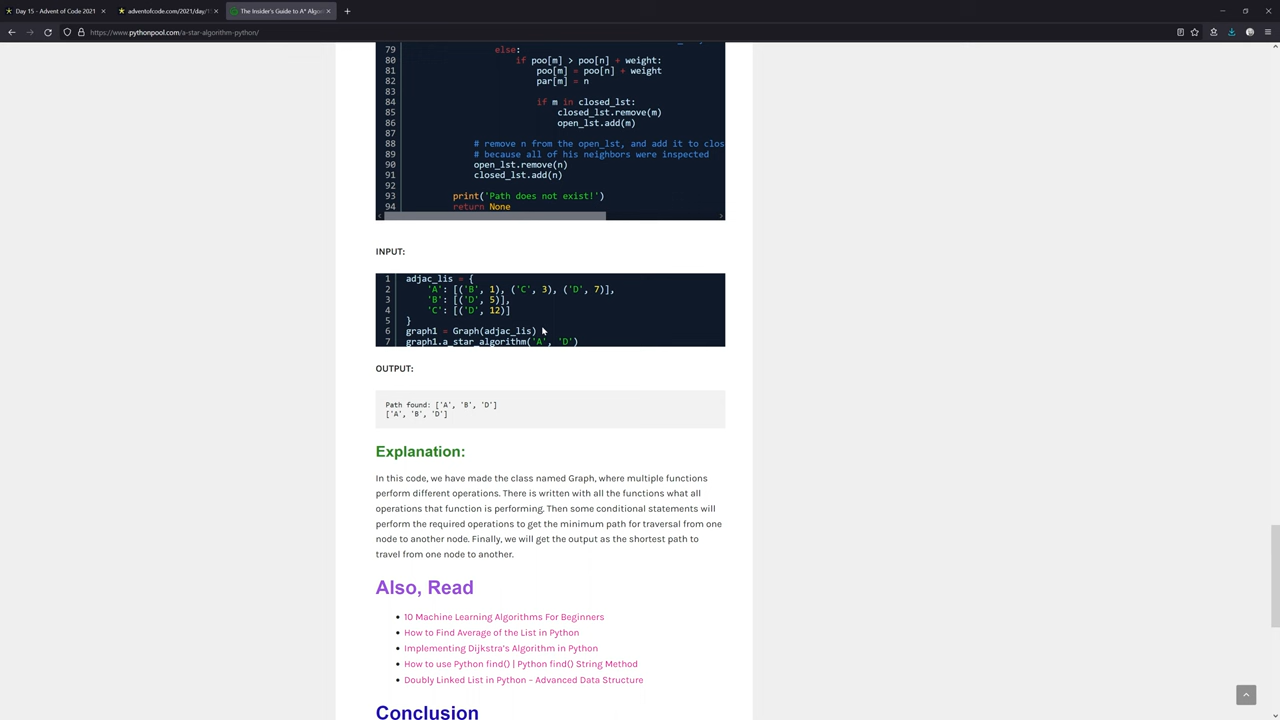 Day 15 - Advent of Code 2021
adventofcode.com/2021/day/1
The Insider's Guide to A* Algor
https://www.pythonpool.com/a-star-algorithm-python/
79 else:
80 if poo[m] > poo[n] + weight:
81 poo[m] = poo[n] + weight
82 par[m] = n
83
84 if m in closed_lst:
85 closed_lst.remove(m)
86 open_lst.add(m)
87
88 # remove n from the open_lst, and add it to clos
89 # because all of his neighbors were inspected
90 open_lst.remove(n)
91 closed_lst.add(n)
92
93 print('Path does not exist!')
94 return None
INPUT:
1 adjac_lis = {
2 'A': [('B', 1), ('C', 3), ('D', 7)],
3 'B': [('D', 5)],
4 'C': [('D', 12)]
5 }
6 graph1 = Graph(adjac_lis)
7 graph1.a_star_algorithm('A', 'D')
OUTPUT:
Path found: ['A', 'B', 'D']
['A', 'B', 'D']
Explanation:
In this code, we have made the class named Graph, where multiple functions
perform different operations. There is written with all the functions what all
operations that function is performing. Then some conditional statements will
perform the required operations to get the minimum path for traversal from one
node to another node. Finally, we will get the output as the shortest path to
travel from one node to another.
Also, Read
10 Machine Learning Algorithms For Beginners
How to Find Average of the List in Python
Implementing Dijkstra's Algorithm in Python
How to use Python find() | Python find() String Method
Doubly Linked List in Python – Advanced Data Structure
Conclusion